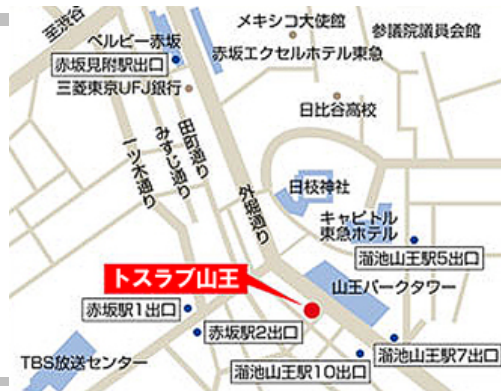 至渋谷
メキシコ大使館
参議院議員会館
ベルビー赤坂
赤坂エクセルホテル東急
赤坂見附駅出口
三菱東京UFJ銀行
日比谷高校
田町通り
みすじ通り
一ツ木通り
外堀通り
日枝神社
キャピトル
東急ホテル
溜池山王駅5出口
トスラブ山王
山王パークタワー
赤坂駅1出口
赤坂駅2出口
溜池山王駅7出口
TBS放送センター
溜池山王駅10出口